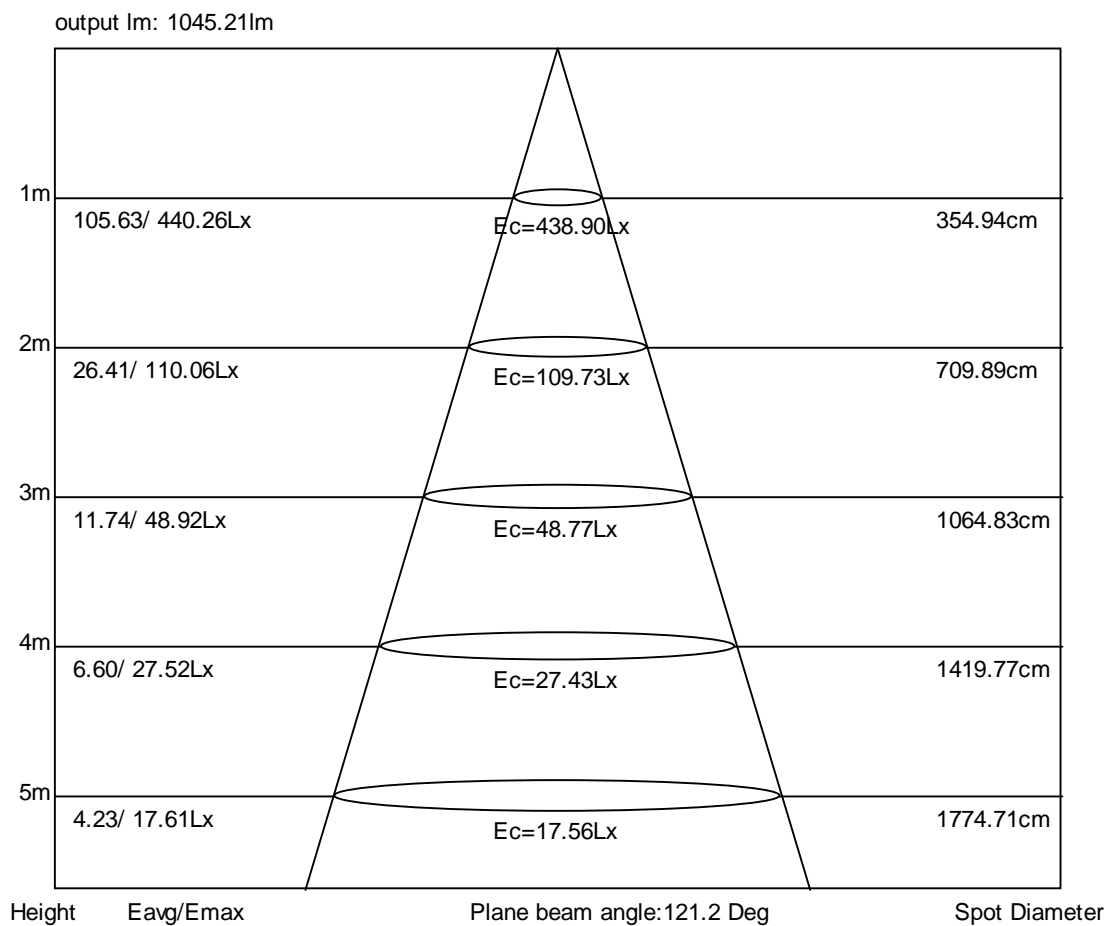 output lm: 1045.21lm
1m
105.63/ 440.26Lx
Ec=438.90Lx
354.94cm
2m
26.41/ 110.06Lx
Ec=109.73Lx
709.89cm
3m
11.74/ 48.92Lx
Ec=48.77Lx
1064.83cm
4m
6.60/ 27.52Lx
Ec=27.43Lx
1419.77cm
5m
4.23/ 17.61Lx
Ec=17.56Lx
1774.71cm
Height Eavg/Emax Plane beam angle:121.2 Deg Spot Diameter